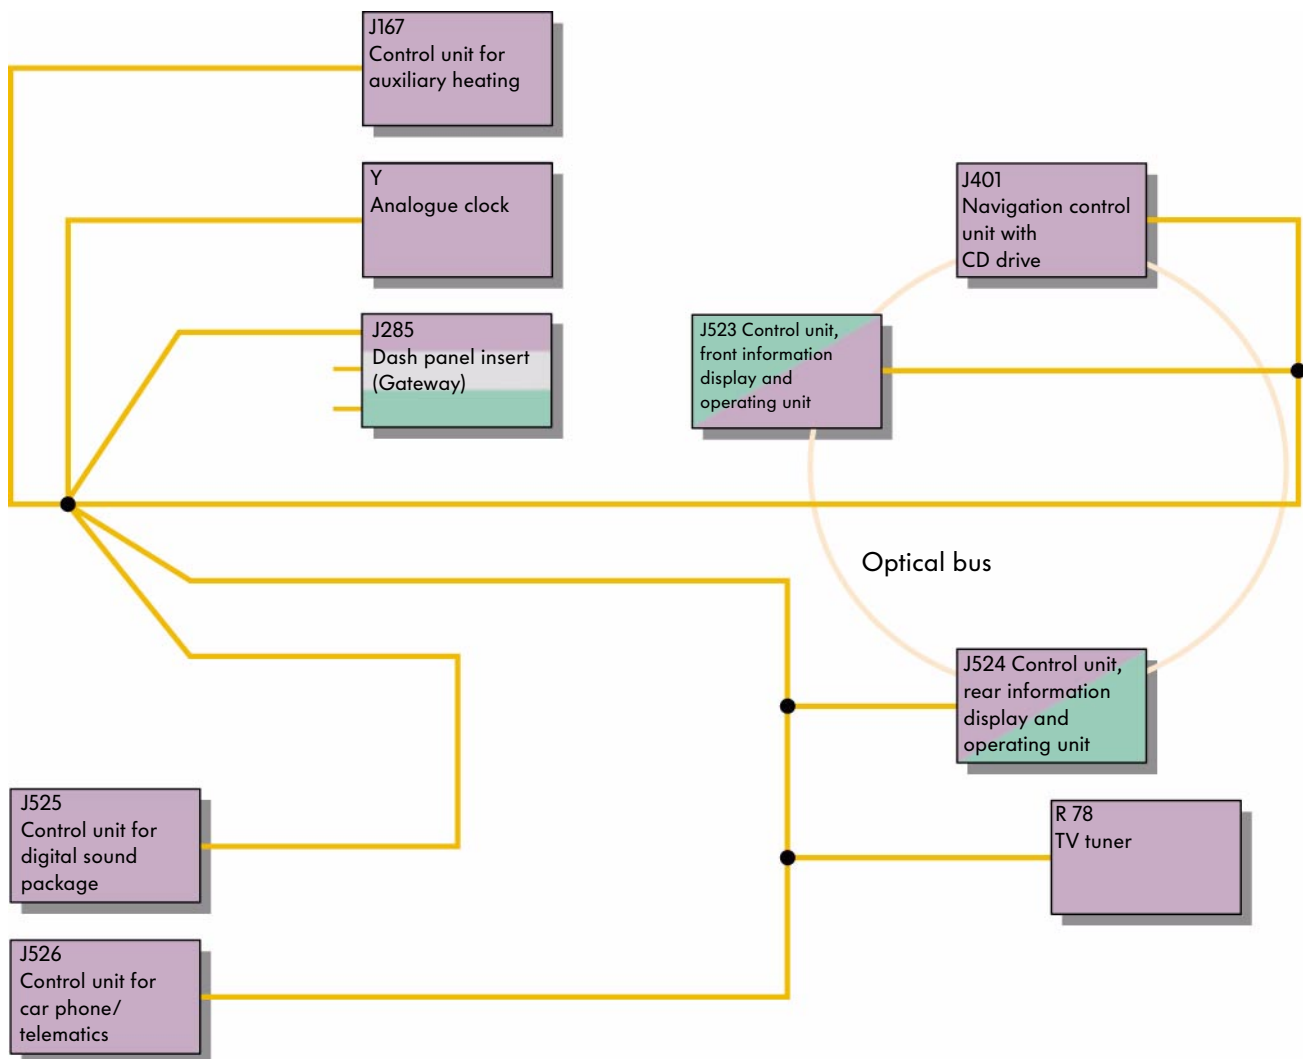 J167
Control unit for
auxiliary heating
Y
Analogue clock
J285
Dash panel insert
(Gateway)
J401
Navigation control
unit with
CD drive
J523 Control unit,
front information
display and
operating unit
Optical bus
J524 Control unit,
rear information
display and
operating unit
R 78
TV tuner
J525
Control unit for
digital sound
package
J526
Control unit for
car phone/
telematics